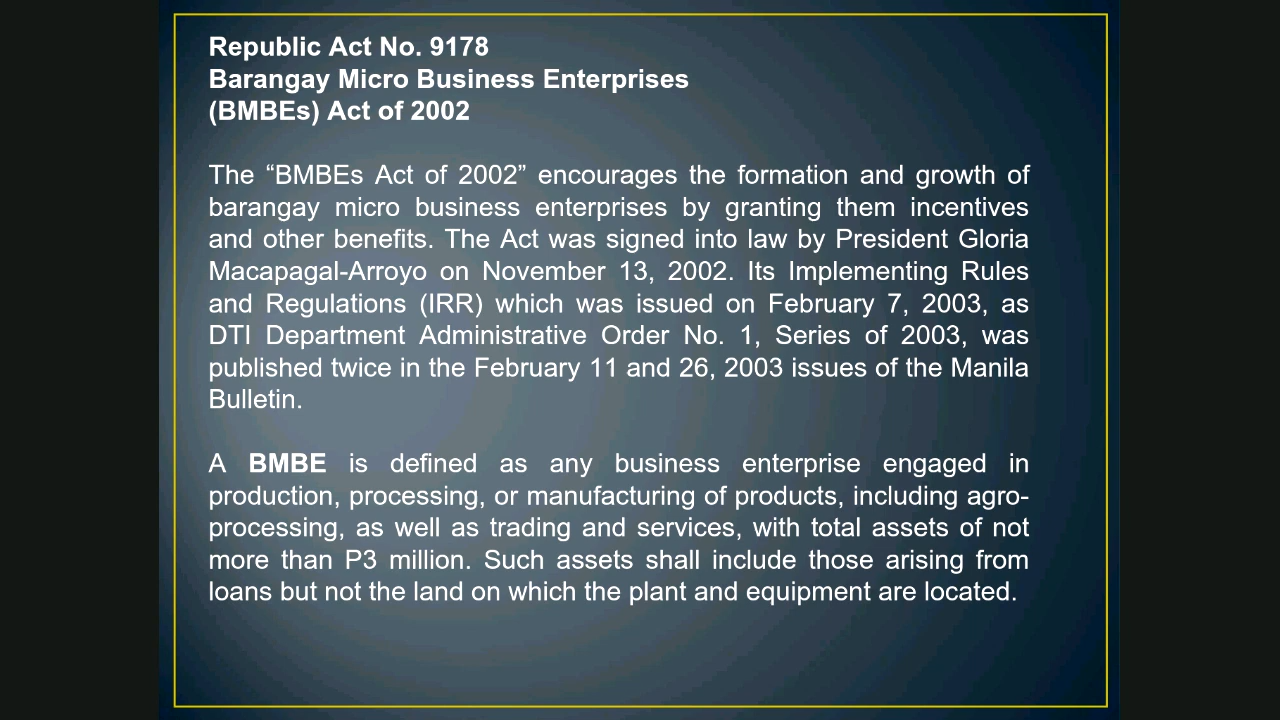 Republic Act No. 9178
Barangay Micro Business Enterprises
(BMBEs) Act of 2002
The “BMBEs Act of 2002” encourages the formation and growth of
barangay micro business enterprises by granting them incentives
and other benefits. The Act was signed into law by President Gloria
Macapagal-Arroyo on November 13, 2002. Its Implementing Rules
and Regulations (IRR) which was issued on February 7, 2003, as
DTI Department Administrative Order No. 1, Series of 2003, was
published twice in the February 11 and 26, 2003 issues of the Manila
Bulletin.
A BMBE is defined as any business enterprise engaged in
production, processing, or manufacturing of products, including agro-
processing, as well as trading and services, with total assets of not
more than P3 million. Such assets shall include those arising from
loans but not the land on which the plant and equipment are located.